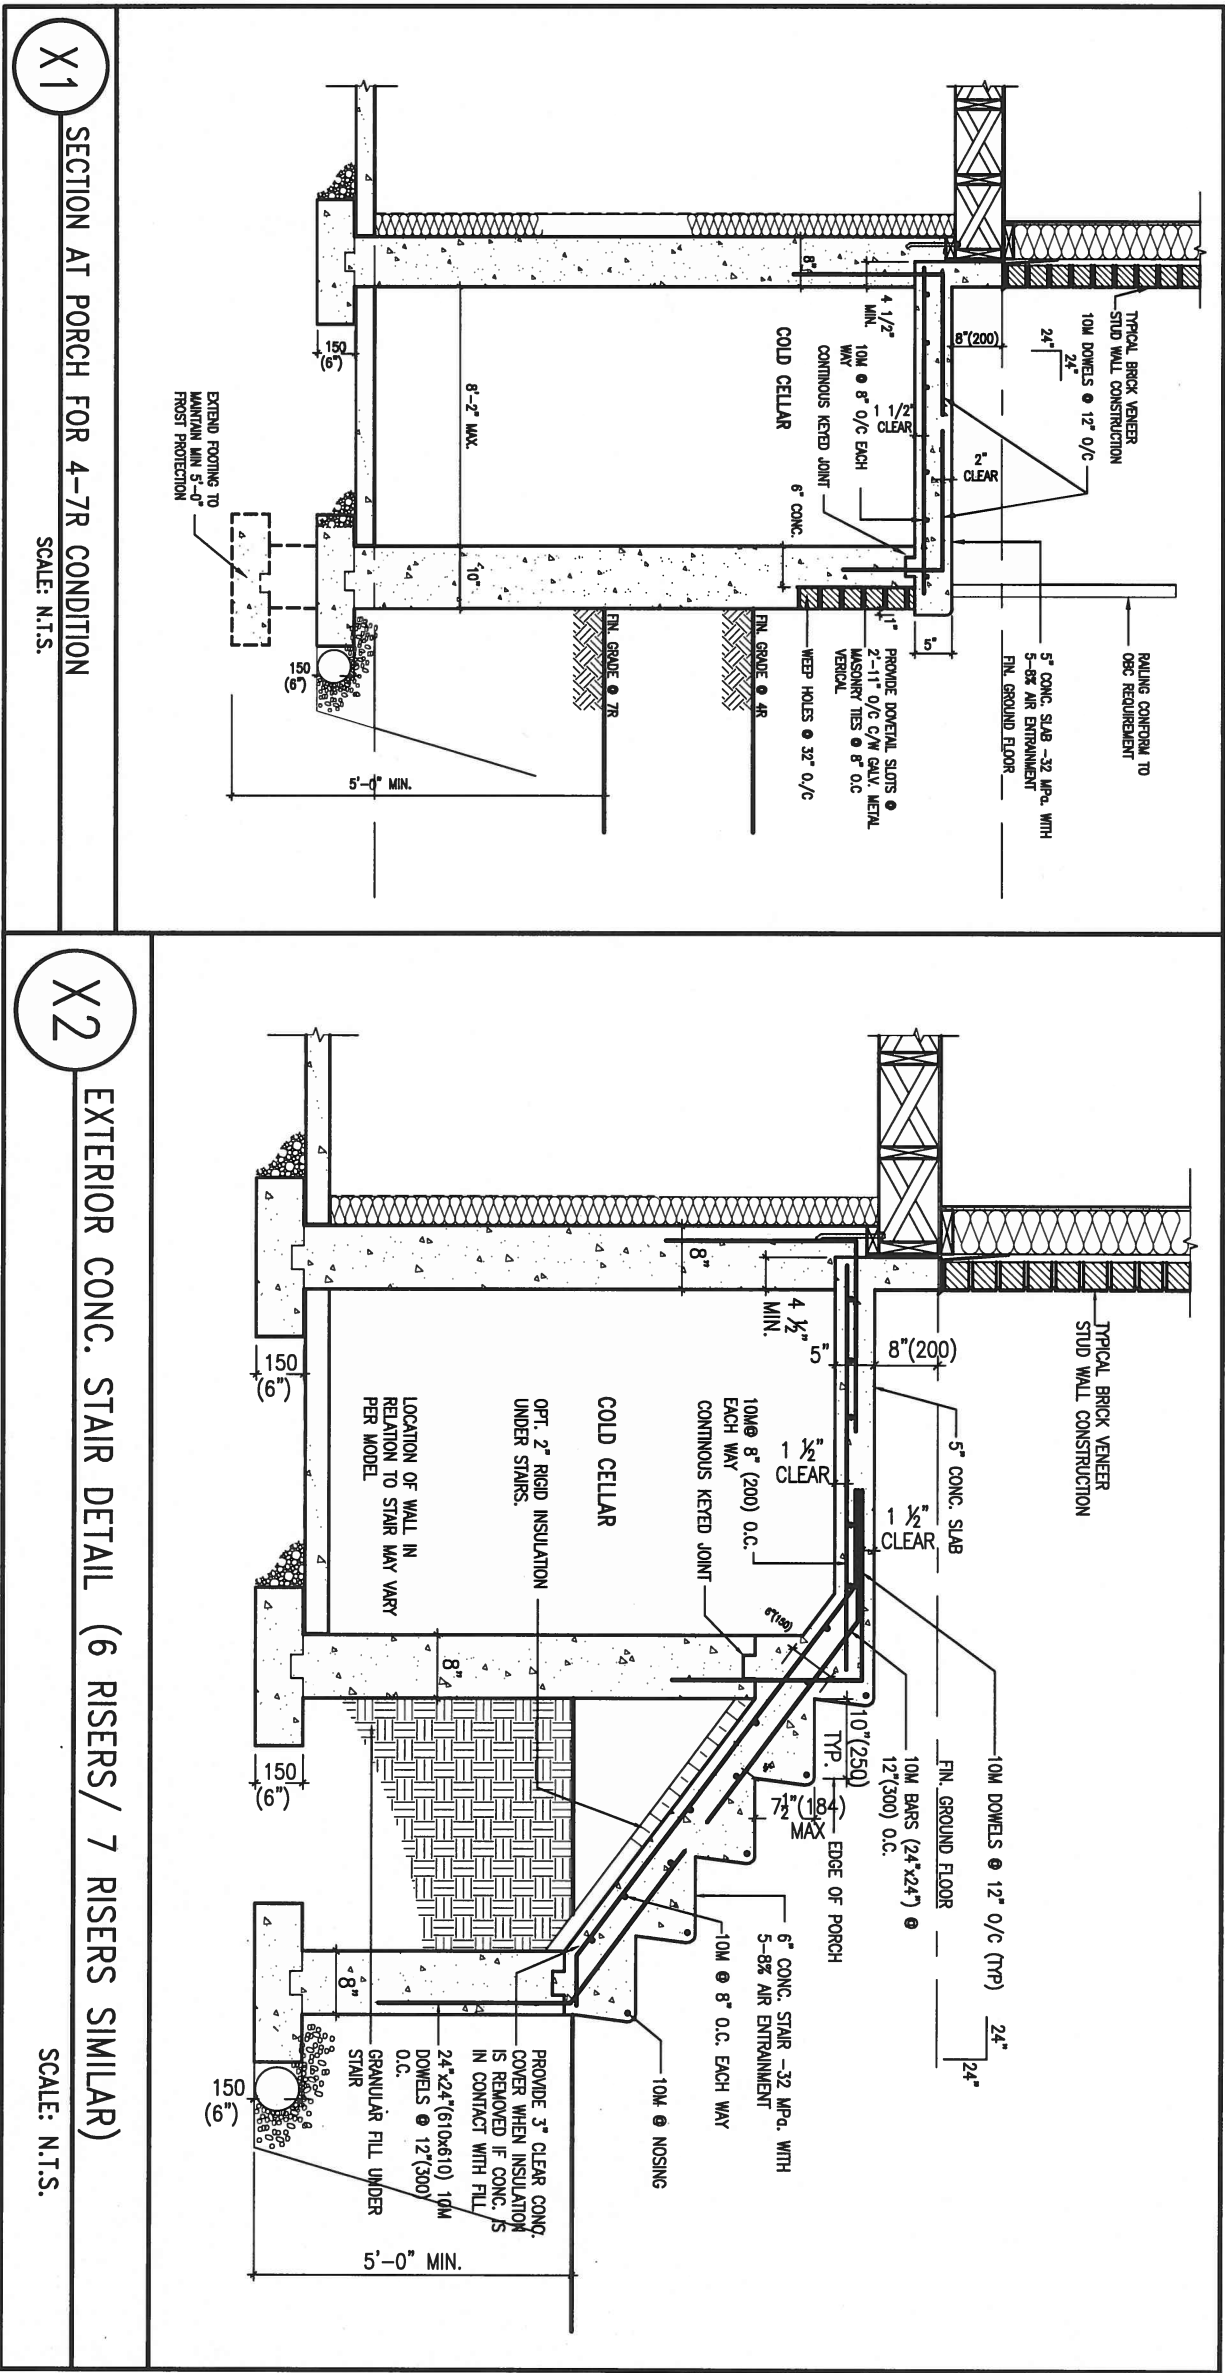 TYPICAL BRICK VENEER
STUD WALL CONSTRUCTION
10M DOWELS @ 12" O/C
24"
24"
8"(200)
2"
CLEAR
1 1/2"
CLEAR
8"
4 1/2"
MIN.
10M @ 8" O/C EACH
WAY
CONTINOUS KEYED JOINT
COLD CELLAR
6" CONC.
RAILING CONFORM TO
OBC REQUIREMENT
5" CONC. SLAB -32 MPa. WITH
5-8% AIR ENTRAINMENT
FIN. GROUND FLOOR
5"
1"
PROVIDE DOVETAIL SLOTS @
2'-11" O/C C/W GALV. METAL
MASONRY TIES @ 8" O.C
VERICAL
WEEP HOLES @ 32" O./C
FIN. GRADE @ 4R
FIN. GRADE @ 7R
8'-2" MAX.
10"
150
(6")
EXTEND FOOTING TO
MAINTAIN MIN 5'-0"
FROST PROTECTION
150
(6")
5'-0" MIN.
X1
SECTION AT PORCH FOR 4-7R CONDITION
SCALE: N.T.S.
TYPICAL BRICK VENEER
STUD WALL CONSTRUCTION
8"(200)
5" CONC. SLAB
1 ½"
CLEAR
10M DOWELS @ 12" O/C (TYP)
24"
24"
FIN. GROUND FLOOR
10M BARS (24"x24") @
12"(300) O.C.
8"
4 ½"
MIN.
5"
1 ½"
CLEAR
10M@ 8" (200) O.C.
EACH WAY
CONTINOUS KEYED JOINT
6"(150)
10"(250)
TYP.
EDGE OF PORCH
7½"(184)
MAX
6" CONC. STAIR -32 MPa. WITH
5-8% AIR ENTRAINMENT
10M @ 8" O.C. EACH WAY
10M @ NOSING
COLD CELLAR
OPT. 2" RIGID INSULATION
UNDER STAIRS.
LOCATION OF WALL IN
RELATION TO STAIR MAY VARY
PER MODEL
8"
8"
PROVIDE 3" CLEAR CONC.
COVER WHEN INSULATION
IS REMOVED IF CONC. IS
IN CONTACT WITH FILL
24"x24"(610x610) 10M
DOWELS @ 12"(300)
O.C.
GRANULAR FILL UNDER
STAIR
150
(6")
150
(6")
150
(6")
5'-0" MIN.
X2
EXTERIOR CONC. STAIR DETAIL (6 RISERS/ 7 RISERS SIMILAR)
SCALE: N.T.S.